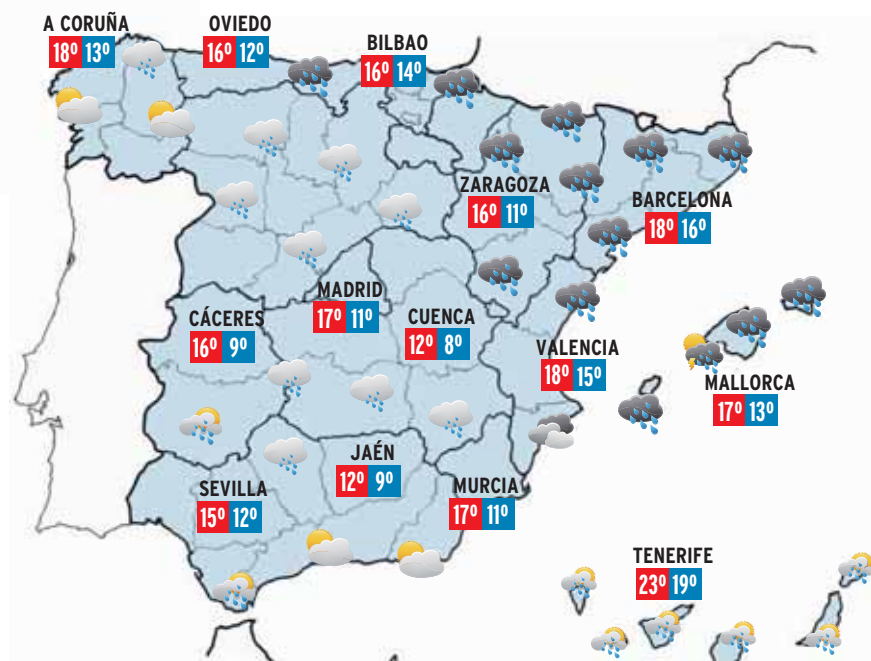 A CORUÑA
18º 13º
OVIEDO
16º 12º
BILBAO
16º 14º
ZARAGOZA
16º 11º
BARCELONA
18º 16º
MADRID
17º 11º
CÁCERES
16º 9º
CUENCA
12º 8º
VALENCIA
18º 15º
MALLORCA
17º 13º
JAÉN
12º 9º
SEVILLA
15º 12º
MURCIA
17º 11º
TENERIFE
23º 19º